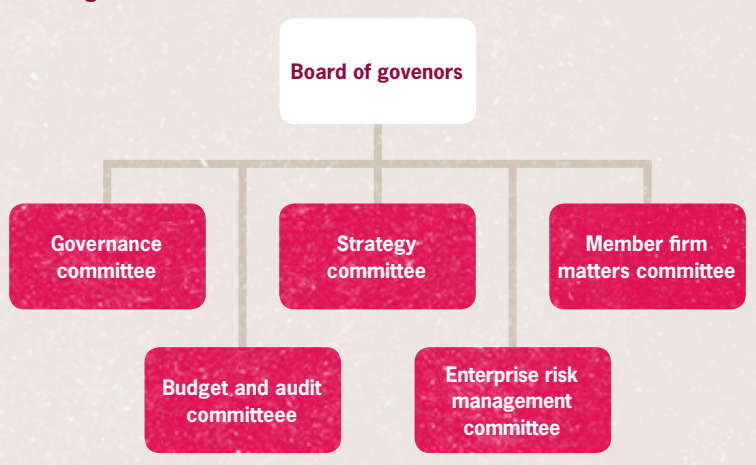 Board of govenors
Governance
committee
Strategy
committee
Member firm
matters committee
Budget and audit
committeee
Enterprise risk
management
committee